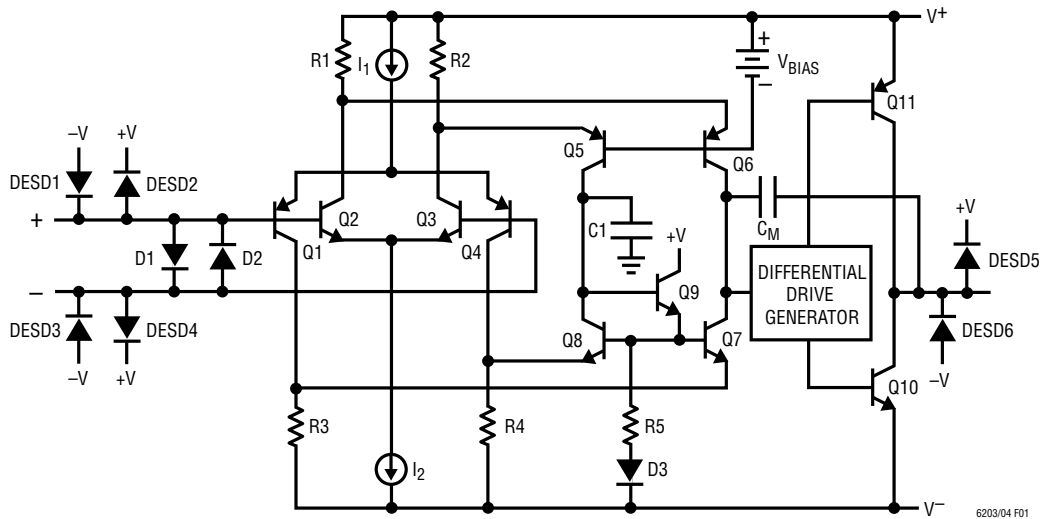 V+
+
VBIAS
–
R1
I1
R2
Q11
–V
+V
Q5
Q6
DESD1
DESD2
+
Q2
Q3
C1
CM
+V
Q1
Q4
+V
D1
D2
DESD5
–
DIFFERENTIAL
DRIVE
GENERATOR
Q9
DESD3
DESD4
Q8
Q7
DESD6
–V
+V
–V
Q10
R3
R4
R5
I2
D3
V–
6203/04 F01